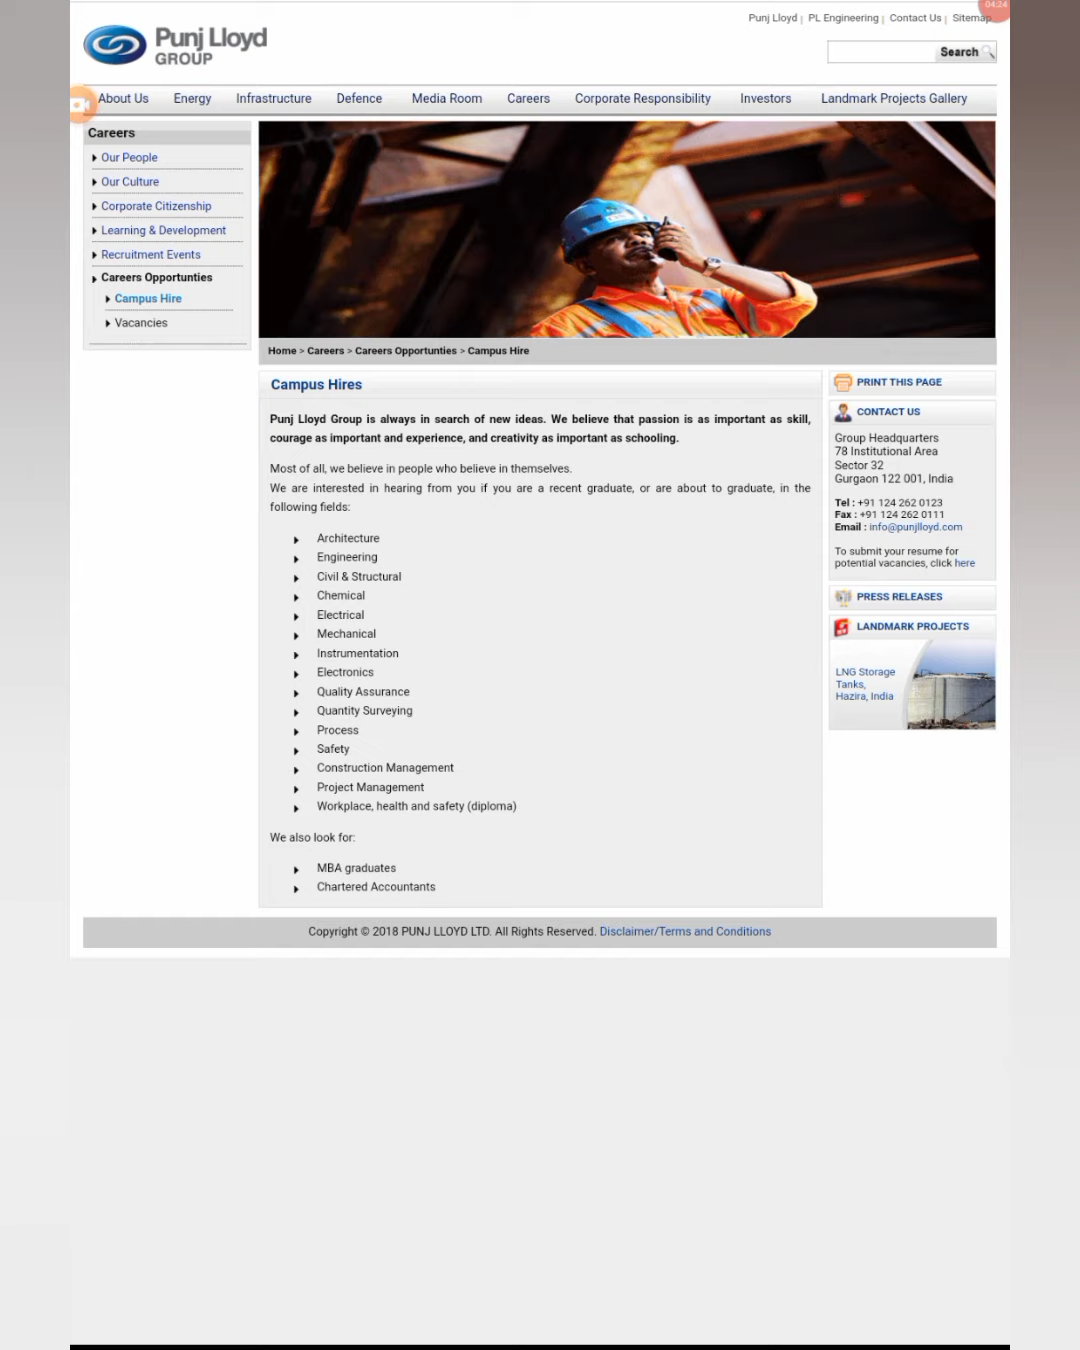 04:24
Punj Lloyd | PL Engineering | Contact Us | Sitemap
Punj Lloyd
GROUP
Search
About Us Energy Infrastructure Defence Media Room Careers Corporate Responsibility Investors Landmark Projects Gallery
Careers
Our People
Our Culture
Corporate Citizenship
Learning & Development
Recruitment Events
Careers Opportunties
Campus Hire
Vacancies
Home > Careers > Careers Opportunties > Campus Hire
Campus Hires
Punj Lloyd Group is always in search of new ideas. We believe that passion is as important as skill,
courage as important and experience, and creativity as important as schooling.
Most of all, we believe in people who believe in themselves.
We are interested in hearing from you if you are a recent graduate, or are about to graduate, in the
following fields:
Architecture
Engineering
Civil & Structural
Chemical
Electrical
Mechanical
Instrumentation
Electronics
Quality Assurance
Quantity Surveying
Process
Safety
Construction Management
Project Management
Workplace, health and safety (diploma)
We also look for:
MBA graduates
Chartered Accountants
PRINT THIS PAGE
CONTACT US
Group Headquarters
78 Institutional Area
Sector 32
Gurgaon 122 001, India
Tel : +91 124 262 0123
Fax : +91 124 262 0111
Email : info@punjlloyd.com
To submit your resume for
potential vacancies, click here
PRESS RELEASES
LANDMARK PROJECTS
LNG Storage
Tanks,
Hazira, India
Copyright © 2018 PUNJ LLOYD LTD. All Rights Reserved. Disclaimer/Terms and Conditions